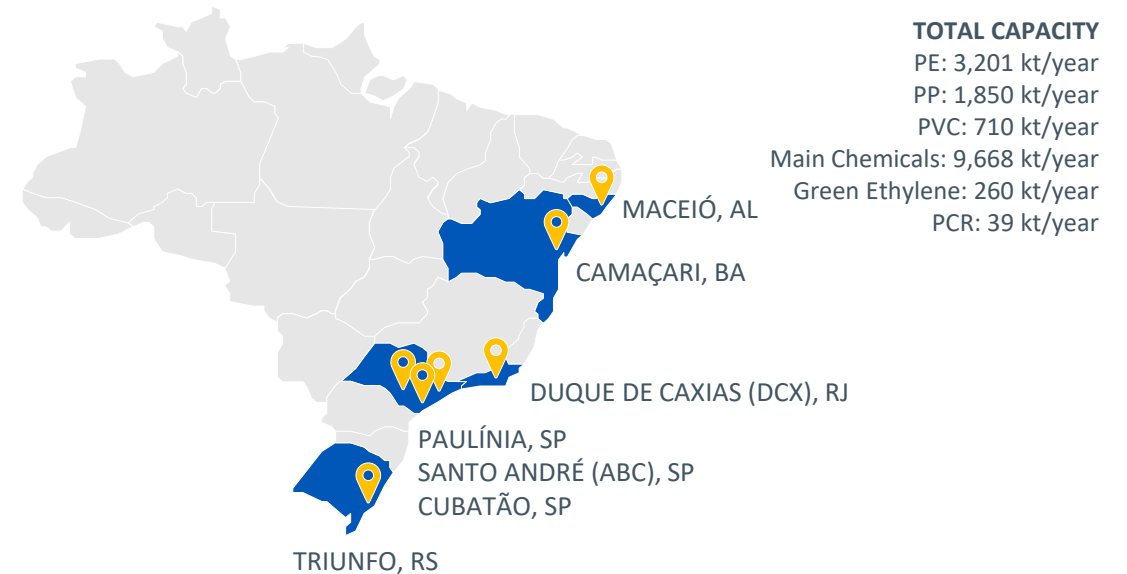 TOTAL CAPACITY
PE: 3,201 kt/year
PP: 1,850 kt/year
PVC: 710 kt/year
Main Chemicals: 9,668 kt/year
Green Ethylene: 260 kt/year
PCR: 39 kt/year
MACEIÓ, AL
CAMAÇARI, BA
DUQUE DE CAXIAS (DCX), RJ
PAULÍNIA, SP
SANTO ANDRÉ (ABC), SP
CUBATÃO, SP
TRIUNFO, RS